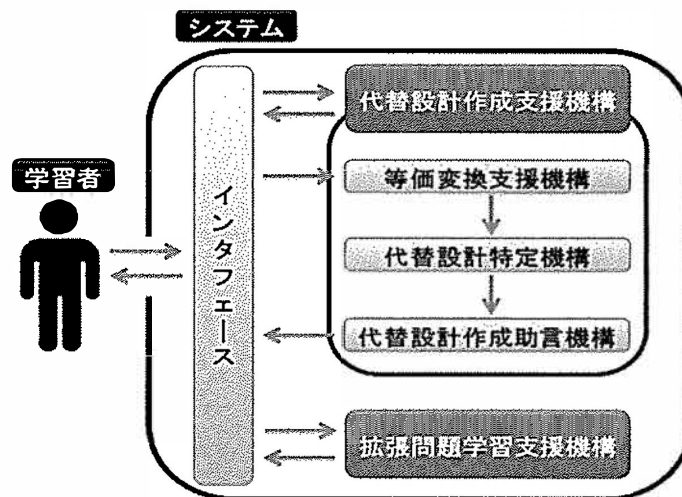 システム
代替設計作成支援機構
学習者
等価変換支援機構
インタフェース
代替設計特定機構
代替設計作成助言機構
拡張問題学習支援機構